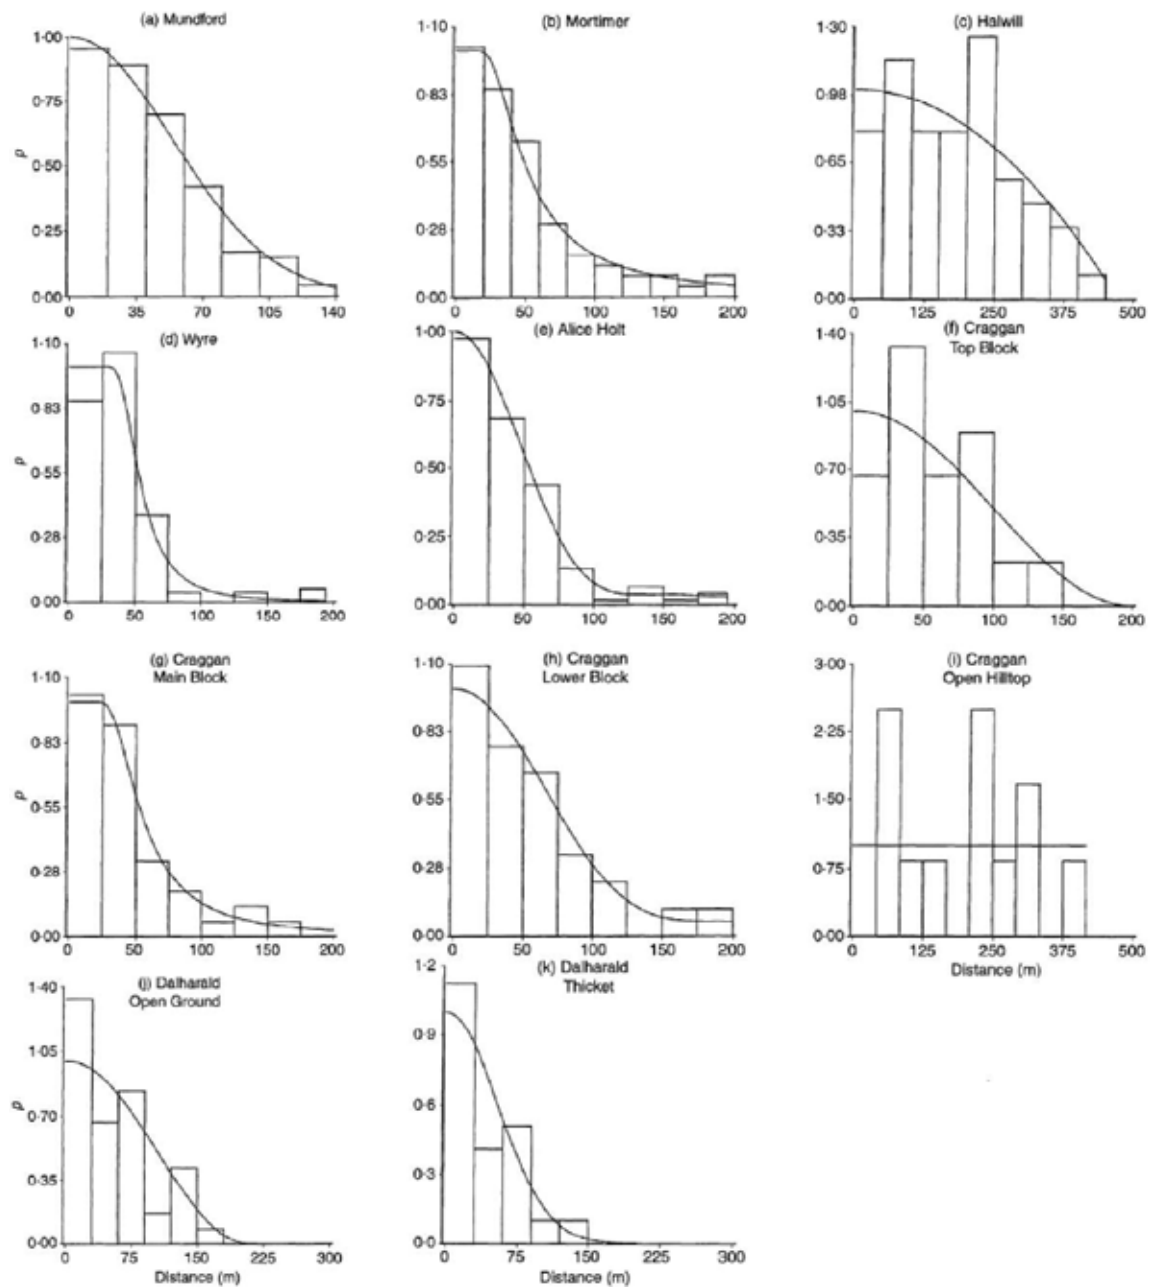 (a) Mundford
1·00
0·75
0·50
0·25
0·00
p
0 35 70 105 140
(b) Mortimer
1·10
0·83
0·55
0·28
0·00
0 50 100 150 200
(c) Halwill
1·30
0·98
0·65
0·33
0·00
0 125 250 375 500
(d) Wyre
1·10
0·83
0·55
0·28
0·00
p
0 50 100 150 200
(e) Alice Holt
1·00
0·75
0·50
0·25
0·00
0 50 100 150 200
(f) Craggan
Top Block
1·40
1·05
0·70
0·35
0·00
0 50 100 150 200
(g) Craggan
Main Block
1·10
0·83
0·55
0·28
0·00
p
0 50 100 150 200
(h) Craggan
Lower Block
1·10
0·83
0·55
0·28
0·00
0 50 100 150 200
(i) Craggan
Open Hilltop
3·00
2·25
1·50
0·75
0·00
0 125 250 375 500
Distance (m)
(j) Dalharald
Open Ground
1·40
1·05
0·70
0·35
0·00
p
0 75 150 225 300
Distance (m)
(k) Dalharald
Thicket
1·2
0·9
0·6
0·3
0·0
0 75 150 225 300
Distance (m)